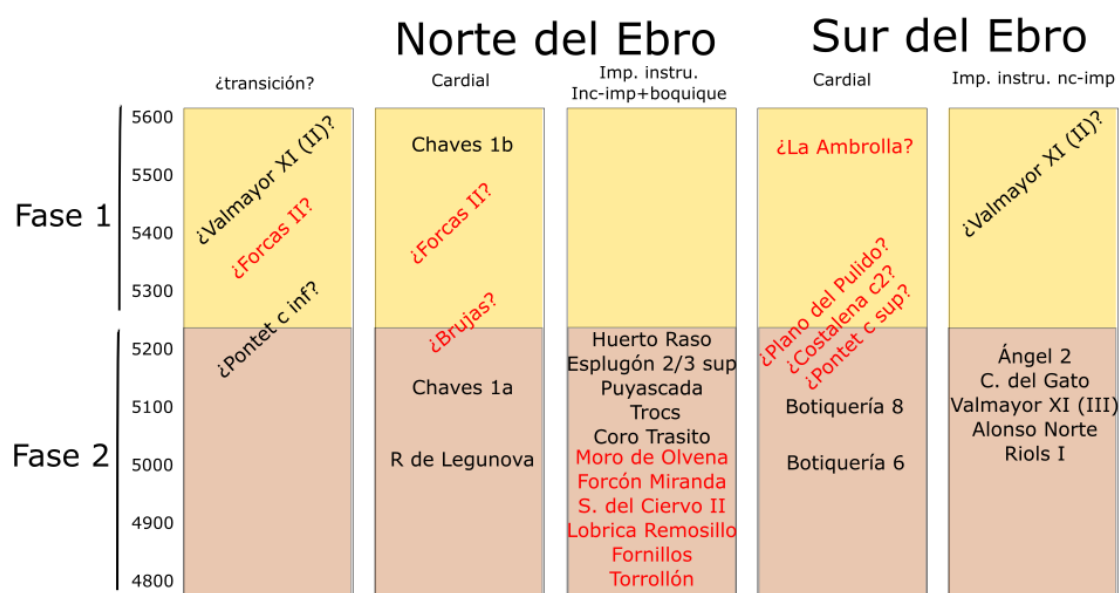 Norte del Ebro
Sur del Ebro
¿transición?
Cardial
Imp. instru.
Inc-imp+boquique
Cardial
Imp. instru. nc-imp
Fase 1
5600
5500
5400
5300
Fase 2
5200
5100
5000
4900
4800
¿Valmayor XI (II)?
¿Forcas II?
¿Pontet c inf?
Chaves 1b
¿Forcas II?
¿Brujas?
Chaves 1a
R de Legunova
Huerto Raso
Esplugón 2/3 sup
Puyascada
Trocs
Coro Trasito
Moro de Olvena
Forcón Miranda
S. del Ciervo II
Lobrica Remosillo
Fornillos
Torrollón
¿La Ambrolla?
¿Plano del Pulido?
¿Costalena c2?
¿Pontet c sup?
Botiquería 8
Botiquería 6
¿Valmayor XI (II)?
Ángel 2
C. del Gato
Valmayor XI (III)
Alonso Norte
Riols I